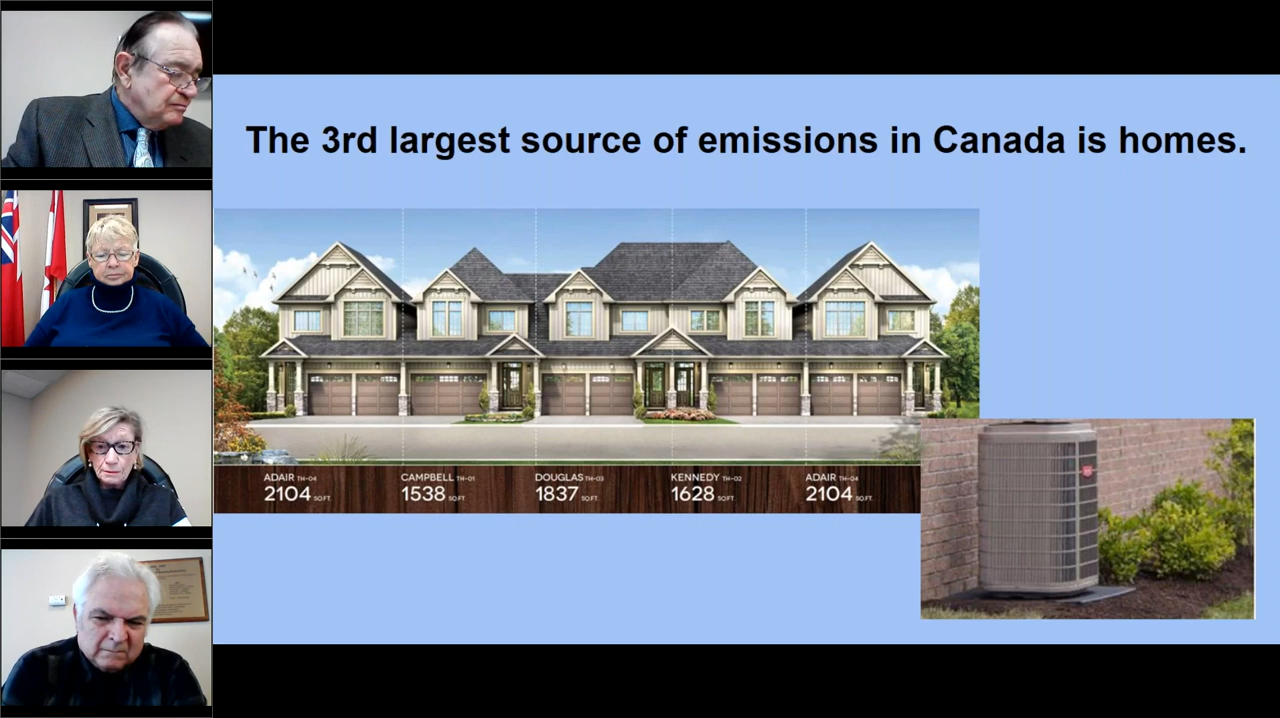 The 3rd largest source of emissions in Canada is homes.
ADAIR TH-04
2104 SQ.FT.
CAMPBELL TH-01
1538 SQ.FT.
DOUGLAS TH-03
1837 SQ.FT.
KENNEDY TH-02
1628 SQ.FT.
ADAIR TH-04
2104 SQ.FT.